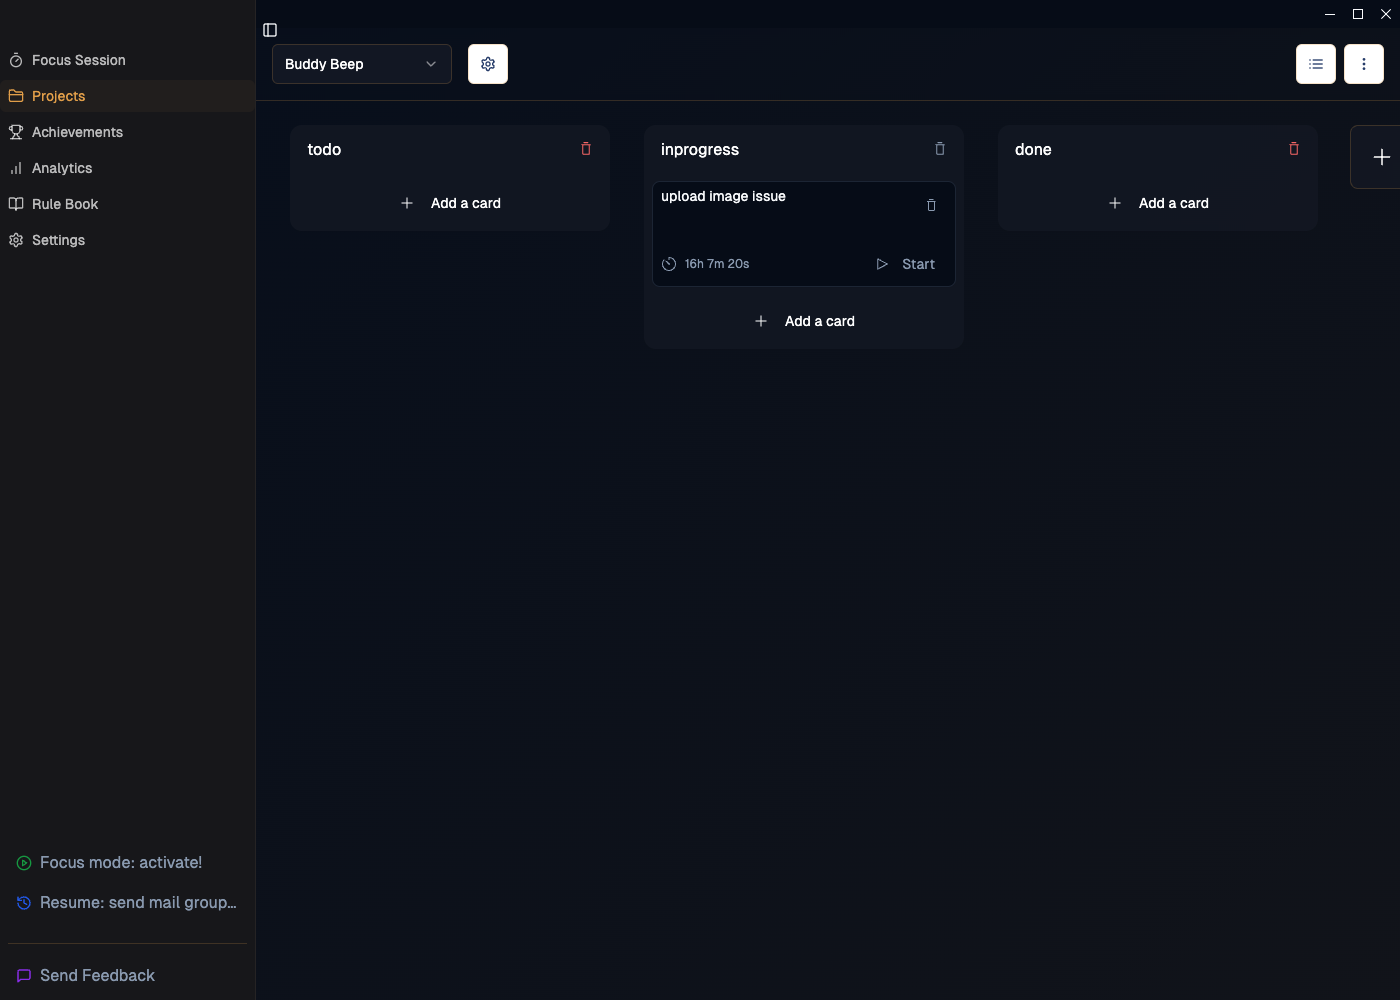 Focus Session
Projects
Achievements
Analytics
Rule Book
Settings
Focus mode: activate!
Resume: send mail group...
Send Feedback
Buddy Beep
todo
Add a card
inprogress
upload image issue
16h 7m 20s
Start
Add a card
done
Add a card